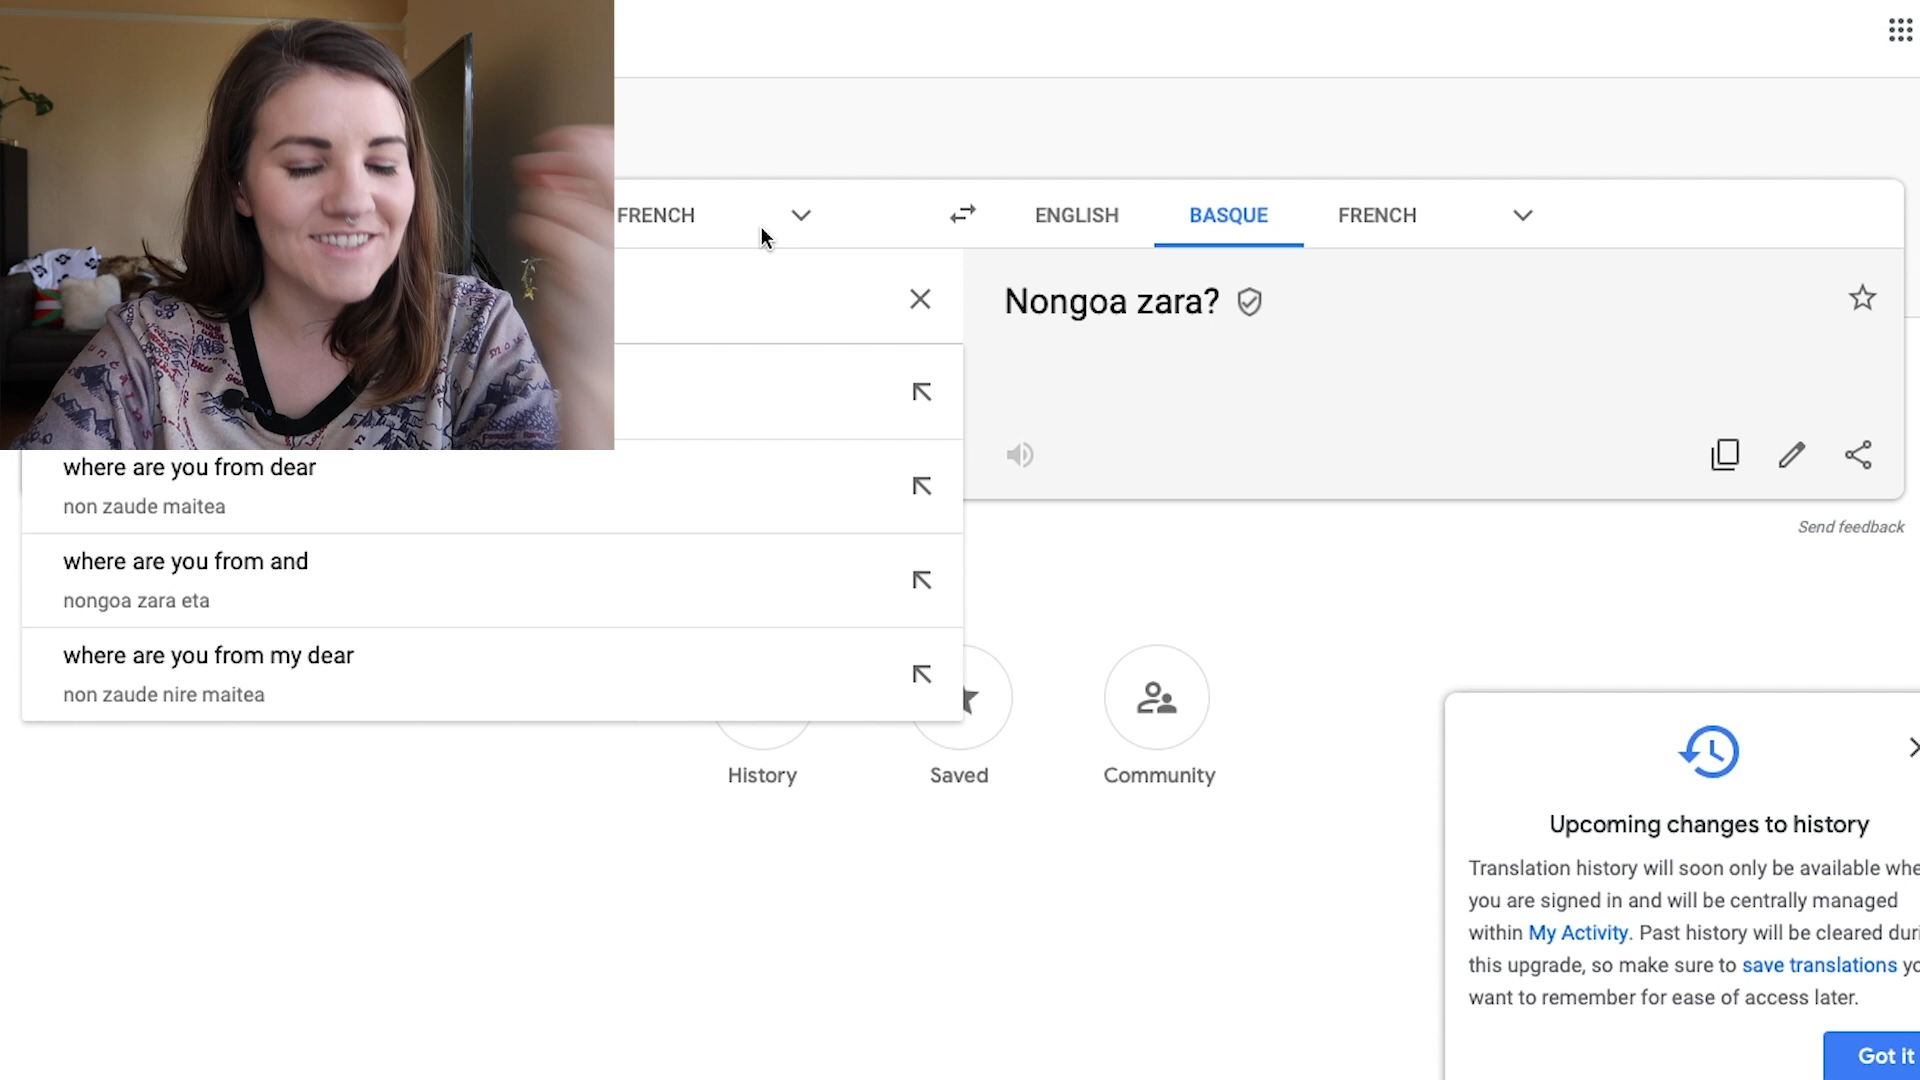 FRENCH
ENGLISH
BASQUE
FRENCH
Nongoa zara?
where are you from dear
non zaude maitea
where are you from and
nongoa zara eta
where are you from my dear
non zaude nire maitea
Send feedback
History
Saved
Community
Upcoming changes to history
Translation history will soon only be available
you are signed in and will be centrally managed
within My Activity. Past history will be cleared
this upgrade, so make sure to save translations
want to remember for ease of access later.
Got it